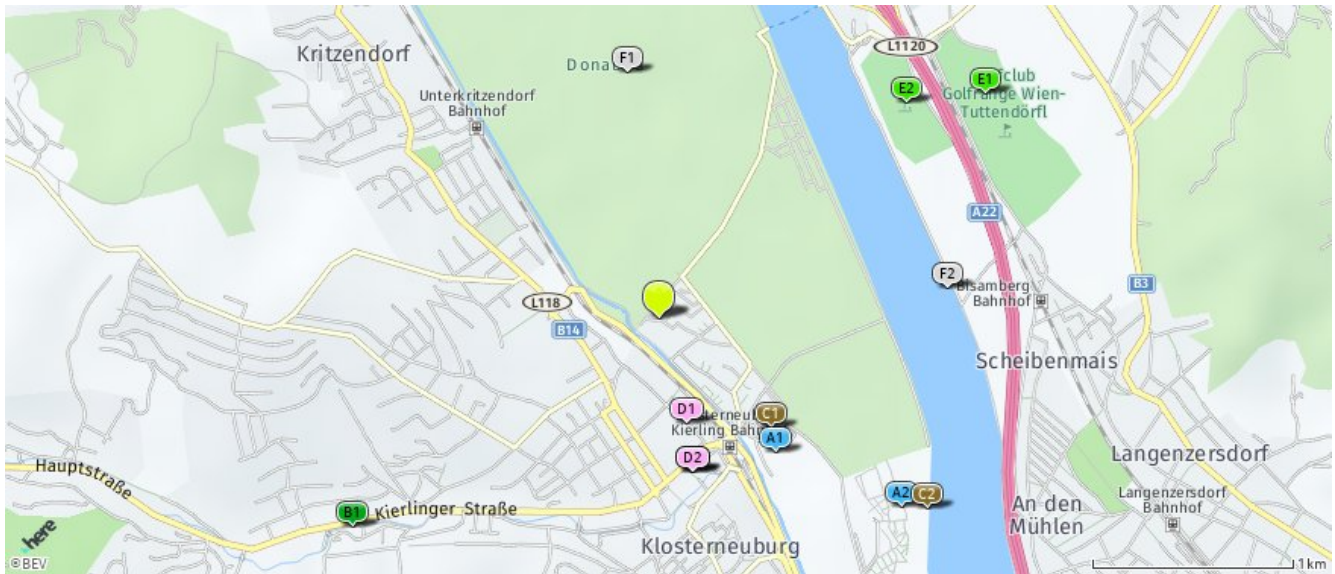 L1120
Kritzendorf
F1
Donau
E2
E1
Golfrange Wien-
Tuttendörfl
Unterkritzendorf
Bahnhof
A22
F2
Bisamberg
Bahnhof
B3
L118
B14
Scheibenmais
D1
C1
Kierling
A1
D2
Langenzersdorf
Hauptstraße
A2
C2
Langenzersdorf
Bahnhof
An den
Mühlen
B1
Kierlinger Straße
Klosterneuburg
here
©BEV
1km